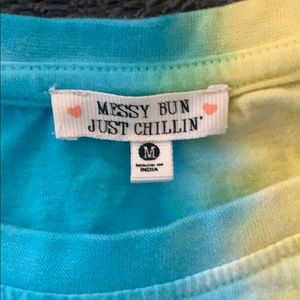 MESSY BUN
JUST CHILLIN'
M
MADE IN
INDIA